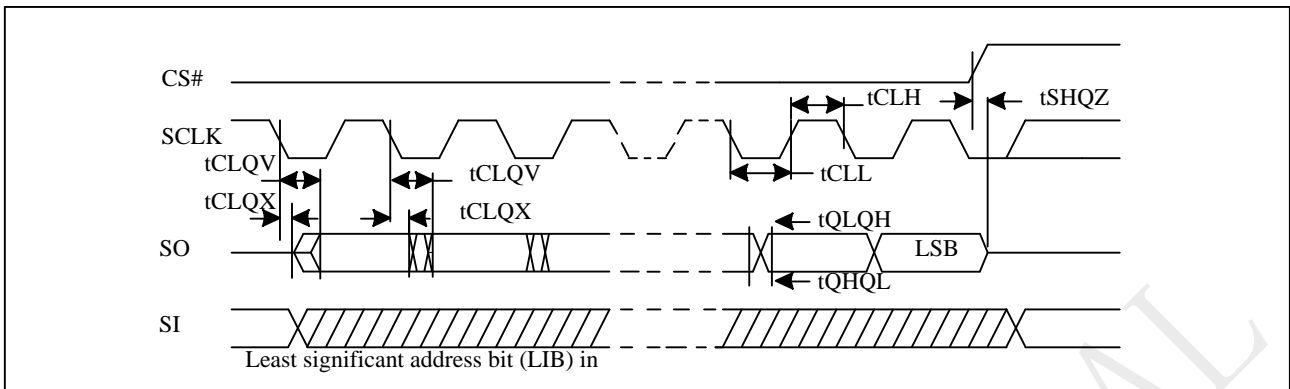 CS#
tCLH
tSHQZ
SCLK
tCLQV
tCLQV
tCLL
tCLQX
tCLQX
tQLQH
SO
LSB
tQHQL
SI
Least significant address bit (LIB) in